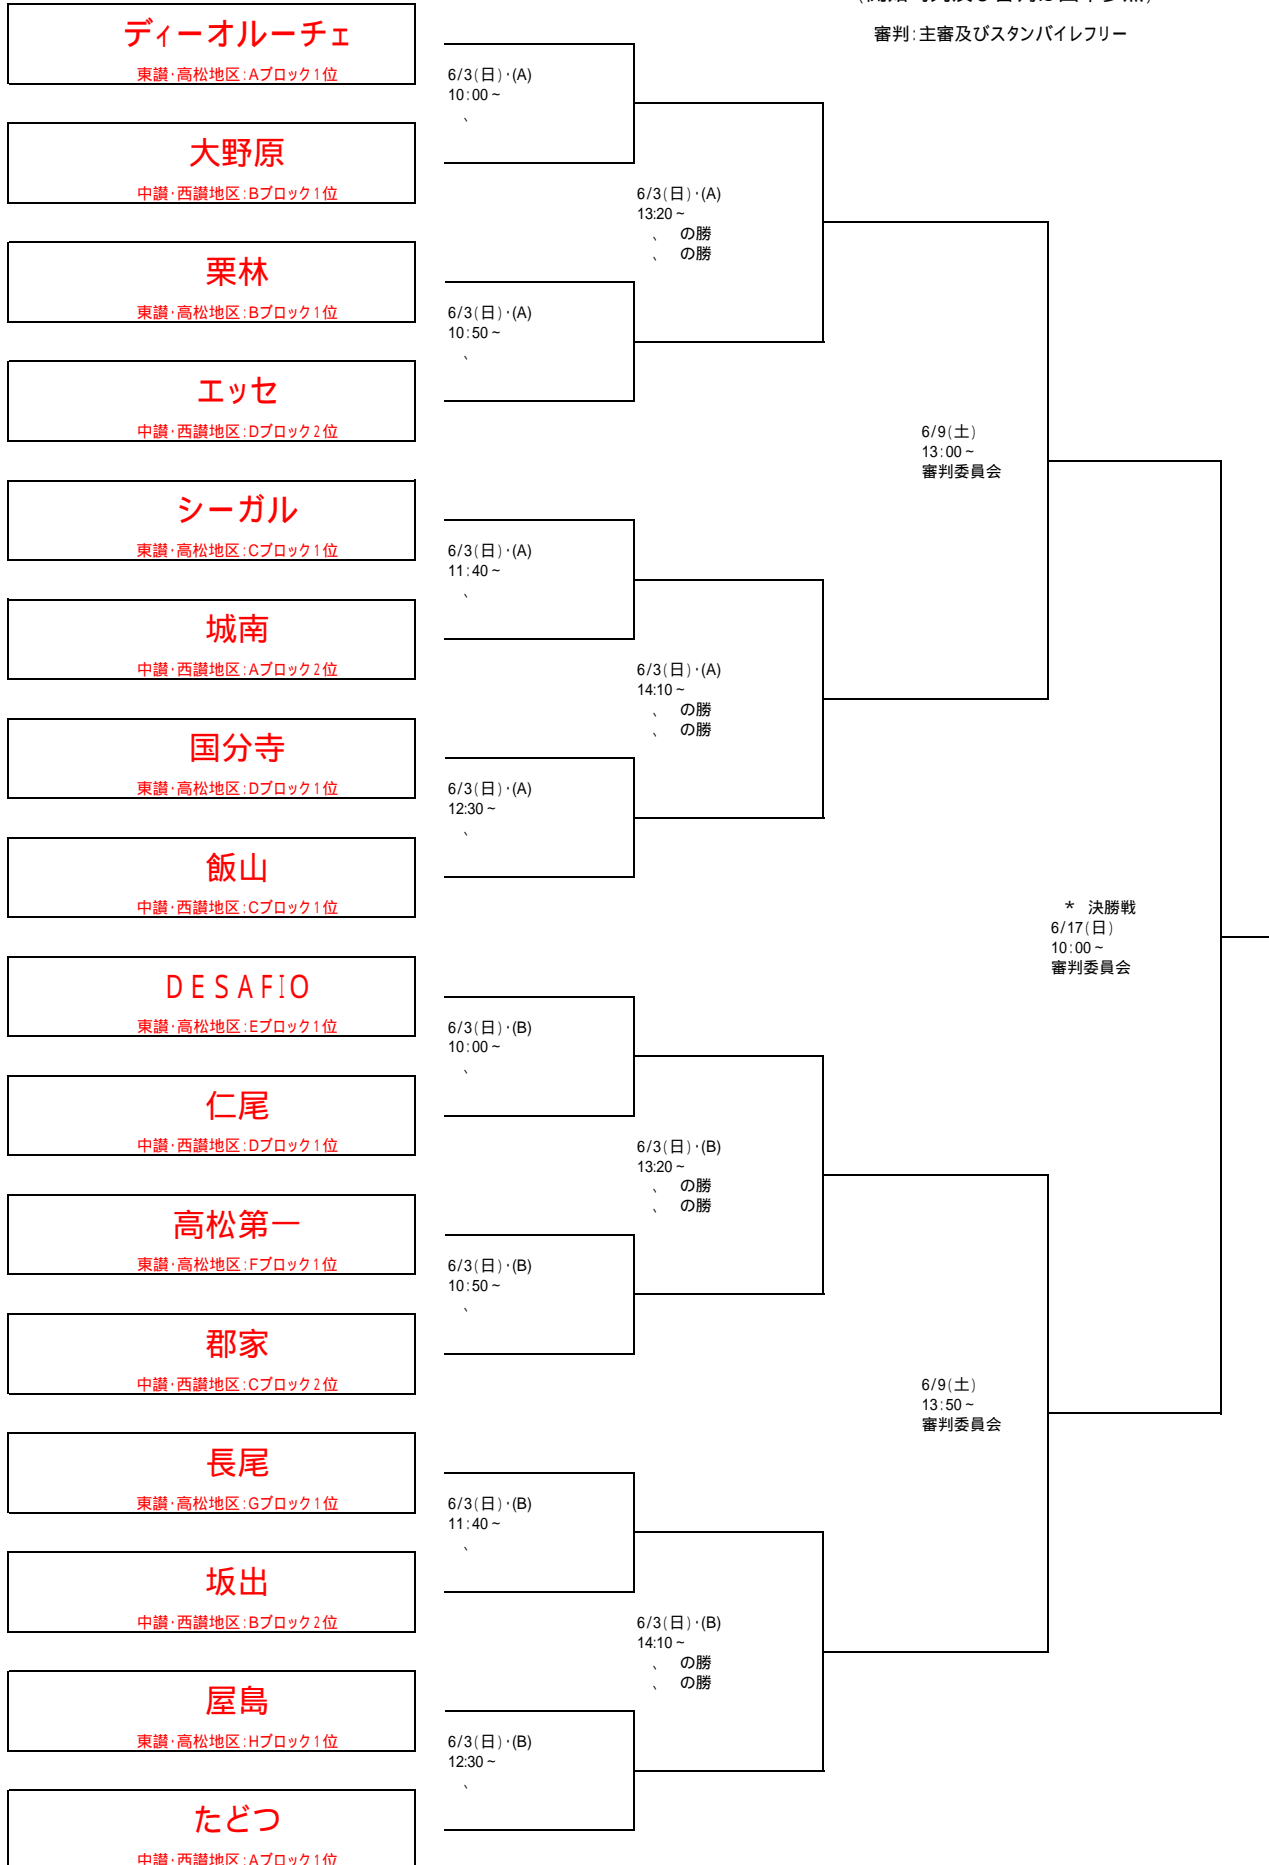 審判:主審及びスタンバイレフリー
ディーオルーチェ
東讃・高松地区:Aブロック1位
6/3(日)・(A)
10:00~
、
大野原
中讃・西讃地区:Bブロック1位
6/3(日)・(A)
13:20~
、 の勝
、 の勝
栗林
東讃・高松地区:Bブロック1位
6/3(日)・(A)
10:50~
、
エッセ
中讃・西讃地区:Dブロック2位
6/9(土)
13:00~
審判委員会
シーガル
東讃・高松地区:Cブロック1位
6/3(日)・(A)
11:40~
、
城南
中讃・西讃地区:Aブロック2位
6/3(日)・(A)
14:10~
、 の勝
、 の勝
国分寺
東讃・高松地区:Dブロック1位
6/3(日)・(A)
12:30~
、
飯山
中讃・西讃地区:Cブロック1位
* 決勝戦
6/17(日)
10:00~
審判委員会
DESAFIO
東讃・高松地区:Eブロック1位
6/3(日)・(B)
10:00~
、
仁尾
中讃・西讃地区:Dブロック1位
6/3(日)・(B)
13:20~
、 の勝
、 の勝
高松第一
東讃・高松地区:Fブロック1位
6/3(日)・(B)
10:50~
、
郡家
中讃・西讃地区:Cブロック2位
6/9(土)
13:50~
審判委員会
長尾
東讃・高松地区:Gブロック1位
6/3(日)・(B)
11:40~
、
坂出
中讃・西讃地区:Bブロック2位
6/3(日)・(B)
14:10~
、 の勝
、 の勝
屋島
東讃・高松地区:Hブロック1位
6/3(日)・(B)
12:30~
、
たどつ
中讃・西讃地区:Aブロック1位